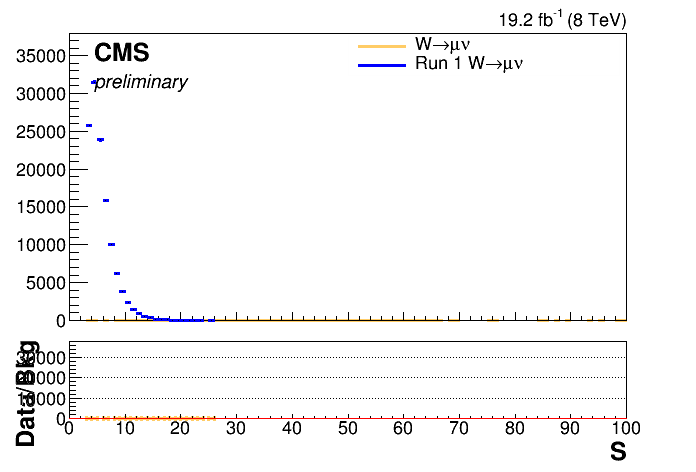 19.2 fb-1 (8 TeV)
CMS
preliminary
W→μν
Run 1 W→μν
35000
30000
25000
20000
15000
10000
5000
0
Data/Bkg
0
0 10 20 30 40 50 60 70 80 90 100
S